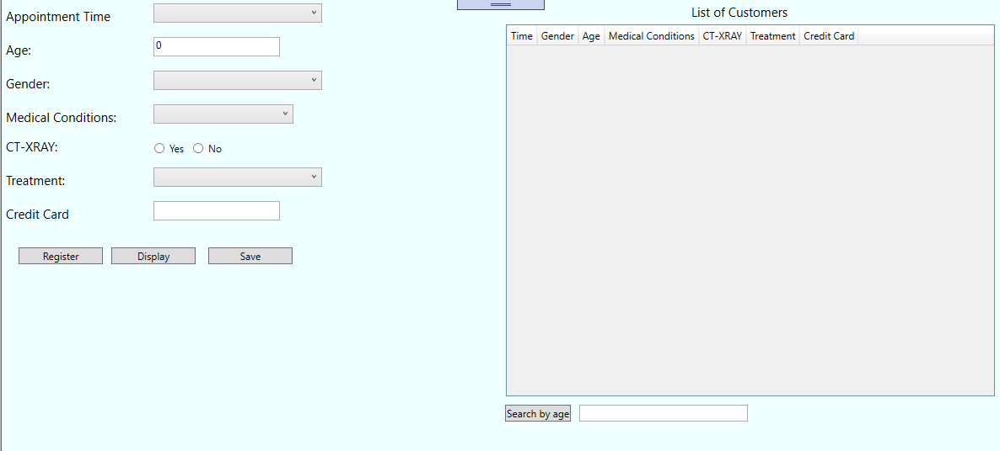 Appointment Time
Age:
0
Gender:
Medical Conditions:
CT-XRAY:
Yes No
Treatment:
Credit Card
Register Display Save
List of Customers
Time Gender Age Medical Conditions CT-XRAY Treatment Credit Card
Search by age